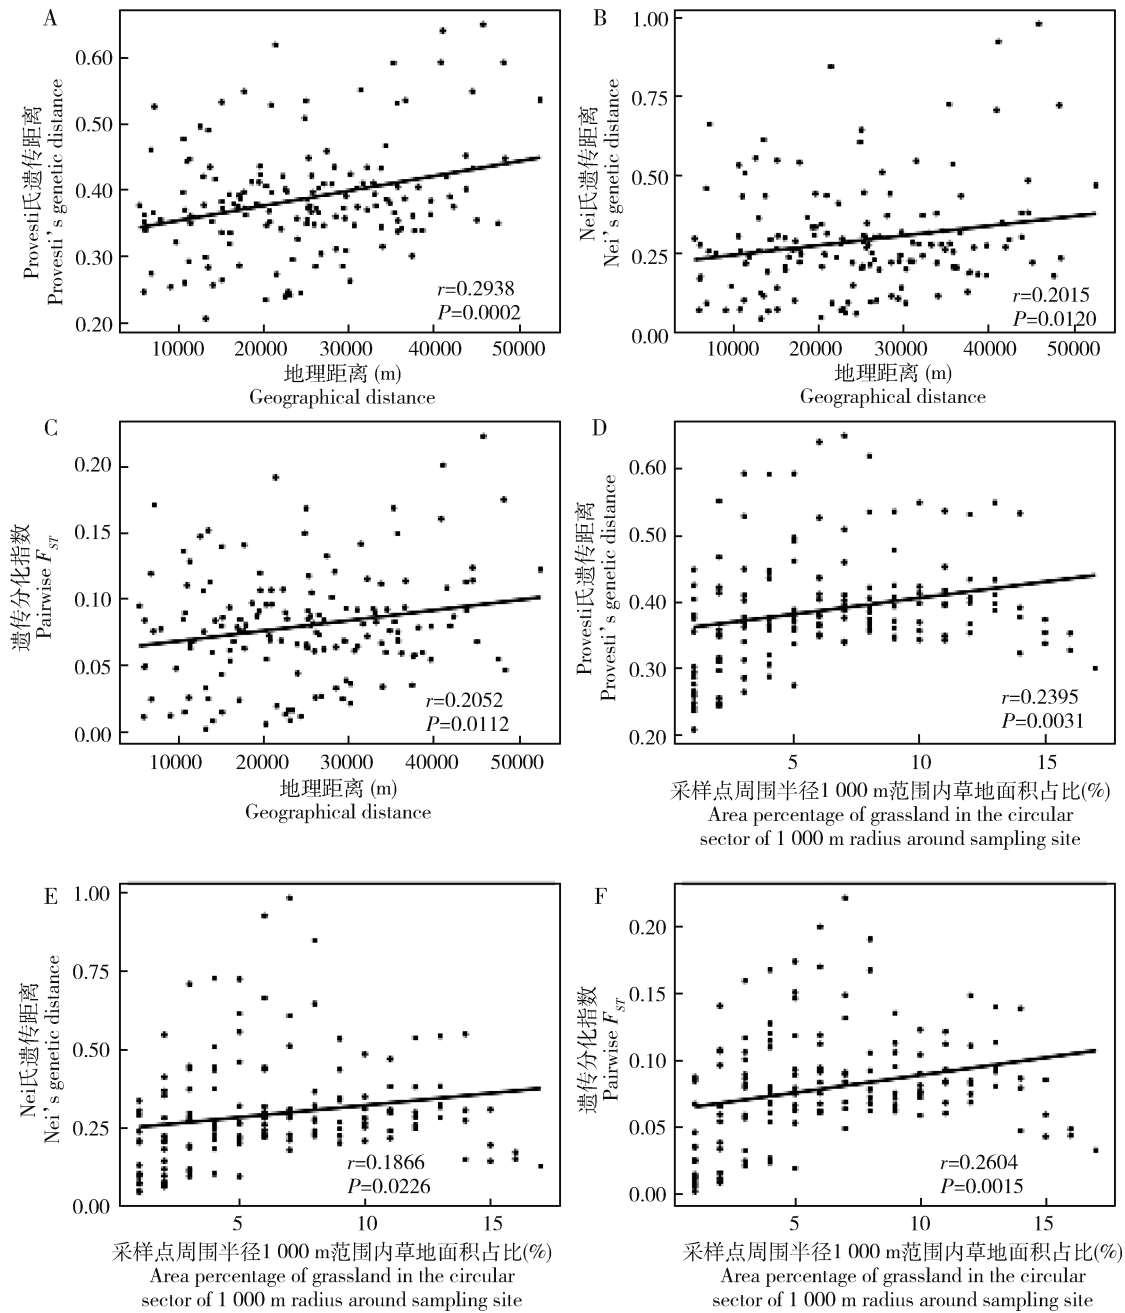 A
Provesti氏遗传距离
Provesti's genetic distance
0.60
0.50
0.40
0.30
0.20
r=0.2938
P=0.0002
10000 20000 30000 40000 50000
地理距离 (m)
Geographical distance
B
Nei氏遗传距离
Nei's genetic distance
1.00
0.75
0.50
0.25
0.00
r=0.2015
P=0.0120
10000 20000 30000 40000 50000
地理距离 (m)
Geographical distance
C
遗传分化指数
Pairwise FST
0.20
0.15
0.10
0.05
0.00
r=0.2052
P=0.0112
10000 20000 30000 40000 50000
地理距离 (m)
Geographical distance
D
Provesti氏遗传距离
Provesti's genetic distance
0.60
0.50
0.40
0.30
0.20
r=0.2395
P=0.0031
5 10 15
采样点周围半径1 000 m范围内草地面积占比(%)
Area percentage of grassland in the circular
sector of 1 000 m radius around sampling site
E
Nei氏遗传距离
Nei's genetic distance
1.00
0.75
0.50
0.25
0.00
r=0.1866
P=0.0226
5 10 15
采样点周围半径1 000 m范围内草地面积占比(%)
Area percentage of grassland in the circular
sector of 1 000 m radius around sampling site
F
遗传分化指数
Pairwise FST
0.20
0.15
0.10
0.05
0.00
r=0.2604
P=0.0015
5 10 15
采样点周围半径1 000 m范围内草地面积占比(%)
Area percentage of grassland in the circular
sector of 1 000 m radius around sampling site